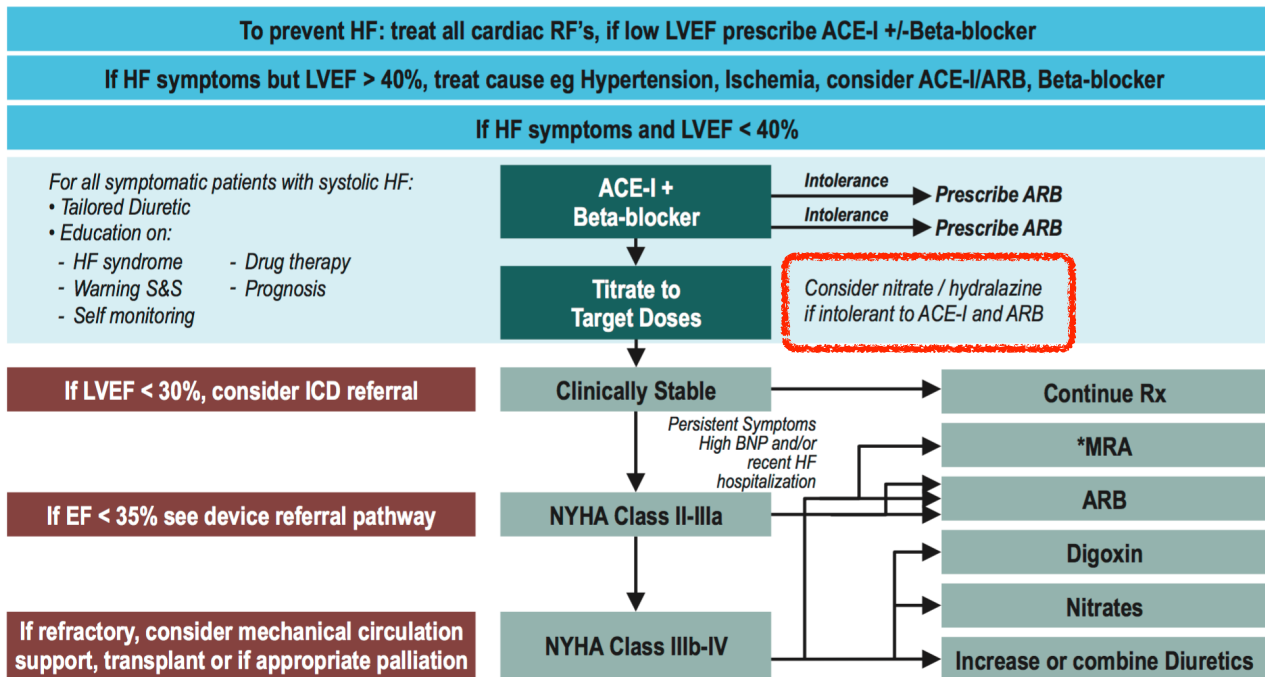 To prevent HF: treat all cardiac RF's, if low LVEF prescribe ACE-I +/-Beta-blocker
If HF symptoms but LVEF > 40%, treat cause eg Hypertension, Ischemia, consider ACE-I/ARB, Beta-blocker
If HF symptoms and LVEF < 40%
For all symptomatic patients with systolic HF:
• Tailored Diuretic
• Education on:
- HF syndrome
- Drug therapy
- Warning S&S
- Prognosis
- Self monitoring
ACE-I +
Beta-blocker
Intolerance
Prescribe ARB
Intolerance
Prescribe ARB
Titrate to
Target Doses
Consider nitrate / hydralazine
if intolerant to ACE-I and ARB
If LVEF < 30%, consider ICD referral
Clinically Stable
Continue Rx
Persistent Symptoms
High BNP and/or
recent HF
hospitalization
*MRA
If EF < 35% see device referral pathway
NYHA Class II-IIIa
ARB
Digoxin
Nitrates
If refractory, consider mechanical circulation
support, transplant or if appropriate palliation
NYHA Class IIIb-IV
Increase or combine Diuretics